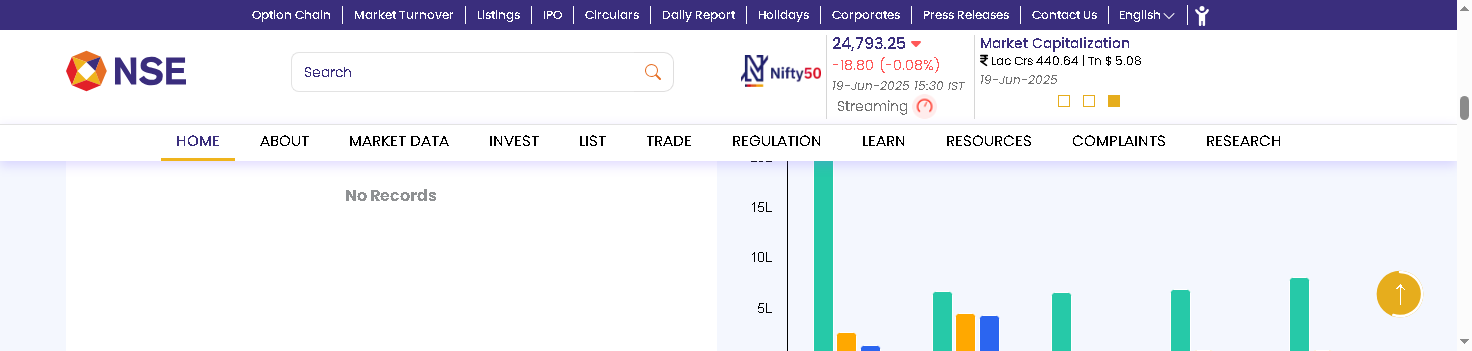 Option Chain Market Turnover Listings IPO Circulars Daily Report Holidays Corporates Press Releases Contact Us English
NSE
Search
Nifty50
24,793.25
-18.80 (-0.08%)
19-Jun-2025 15:30 IST
Streaming
Market Capitalization
₹ Lac Crs 440.64 | Tn $ 5.08
19-Jun-2025
HOME ABOUT MARKET DATA INVEST LIST TRADE REGULATION LEARN RESOURCES COMPLAINTS RESEARCH
No Records
15L
10L
5L